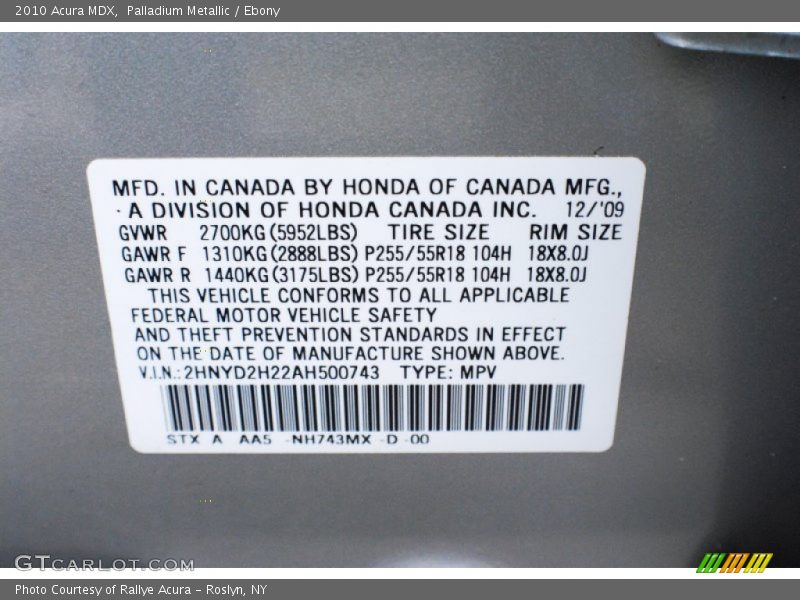 2010 Acura MDX, Palladium Metallic / Ebony
MFD. IN CANADA BY HONDA OF CANADA MFG.,
A DIVISION OF HONDA CANADA INC. 12/'09
GVWR 2700KG(5952LBS) TIRE SIZE RIM SIZE
GAWR F 1310KG(2888LBS) P255/55R18 104H 18X8.0J
GAWR R 1440KG(3175LBS) P255/55R18 104H 18X8.0J
THIS VEHICLE CONFORMS TO ALL APPLICABLE
FEDERAL MOTOR VEHICLE SAFETY
AND THEFT PREVENTION STANDARDS IN EFFECT
ON THE DATE OF MANUFACTURE SHOWN ABOVE.
V.I.N.: 2HNYD2H22AH500743 TYPE: MPV
STX A AA5 -NH743MX -D -00
GTCARLOT.COM
Photo Courtesy of Rallye Acura – Roslyn, NY